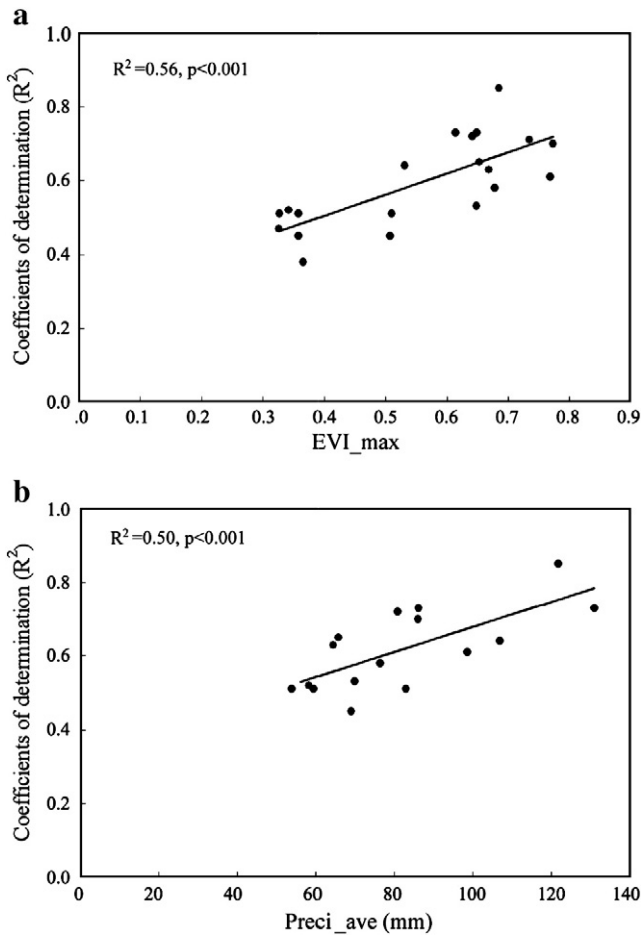 a
R²=0.56, p<0.001
Coefficients of determination (R²)
1.0
0.8
0.6
0.4
0.2
0.0
.0 0.1 0.2 0.3 0.4 0.5 0.6 0.7 0.8 0.9
EVI_max
b
R²=0.50, p<0.001
Coefficients of determination (R²)
1.0
0.8
0.6
0.4
0.2
0.0
0 20 40 60 80 100 120 140
Preci_ave (mm)